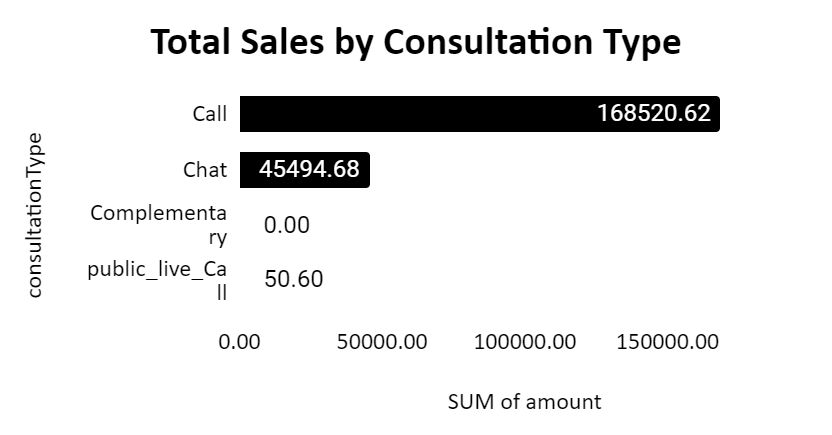 Total Sales by Consultation Type
consultationType
Call
168520.62
Chat
45494.68
Complementa
ry
0.00
public_live_Ca
ll
50.60
0.00 50000.00 100000.00 150000.00
SUM of amount